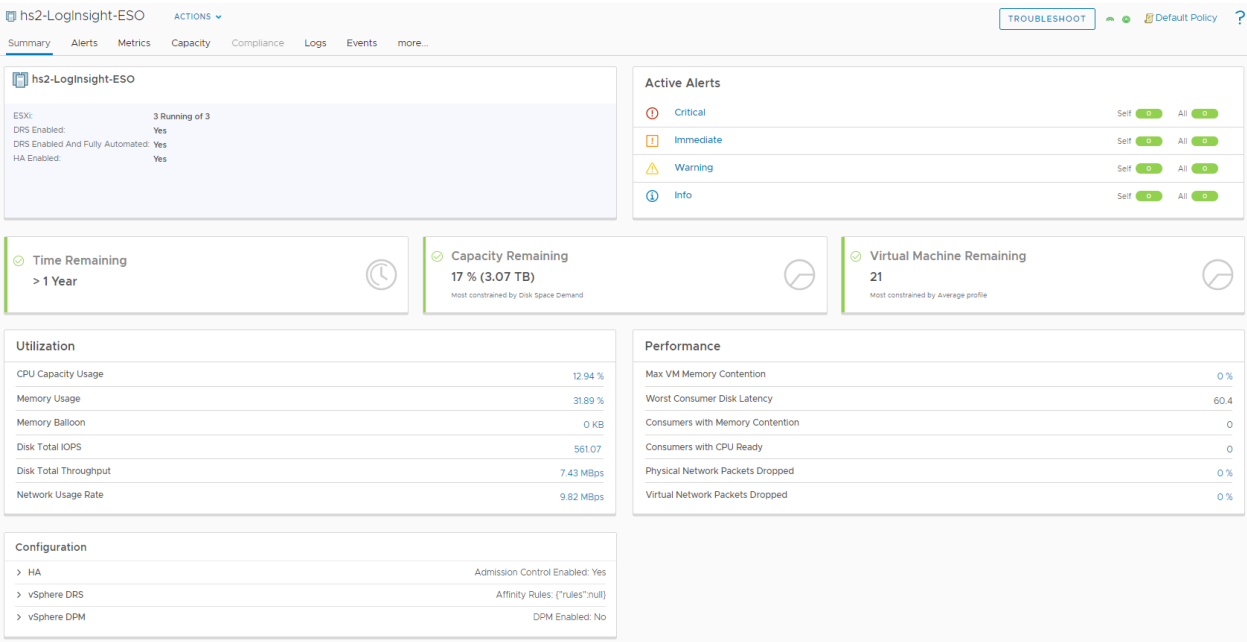 hs2-LogInsight-ESO ACTIONS TROUBLESHOOT Default Policy ?
Summary Alerts Metrics Capacity Compliance Logs Events more...
hs2-LogInsight-ESO
ESXi: 3 Running of 3
DRS Enabled: Yes
DRS Enabled And Fully Automated: Yes
HA Enabled: Yes
Active Alerts
Critical Self 0 All 0
Immediate Self 0 All 0
Warning Self 0 All 0
Info Self 0 All 0
Time Remaining
> 1 Year
Capacity Remaining
17 % (3.07 TB)
Most constrained by Disk Space Demand
Virtual Machine Remaining
21
Most constrained by Average profile
Utilization
CPU Capacity Usage 12.94 %
Memory Usage 31.89 %
Memory Balloon 0 KB
Disk Total IOPS 561.07
Disk Total Throughput 7.43 MBps
Network Usage Rate 9.82 MBps
Performance
Max VM Memory Contention 0 %
Worst Consumer Disk Latency 60.4
Consumers with Memory Contention 0
Consumers with CPU Ready 0
Physical Network Packets Dropped 0 %
Virtual Network Packets Dropped 0 %
Configuration
> HA Admission Control Enabled: Yes
> vSphere DRS Affinity Rules: {"rules":null}
> vSphere DPM DPM Enabled: No